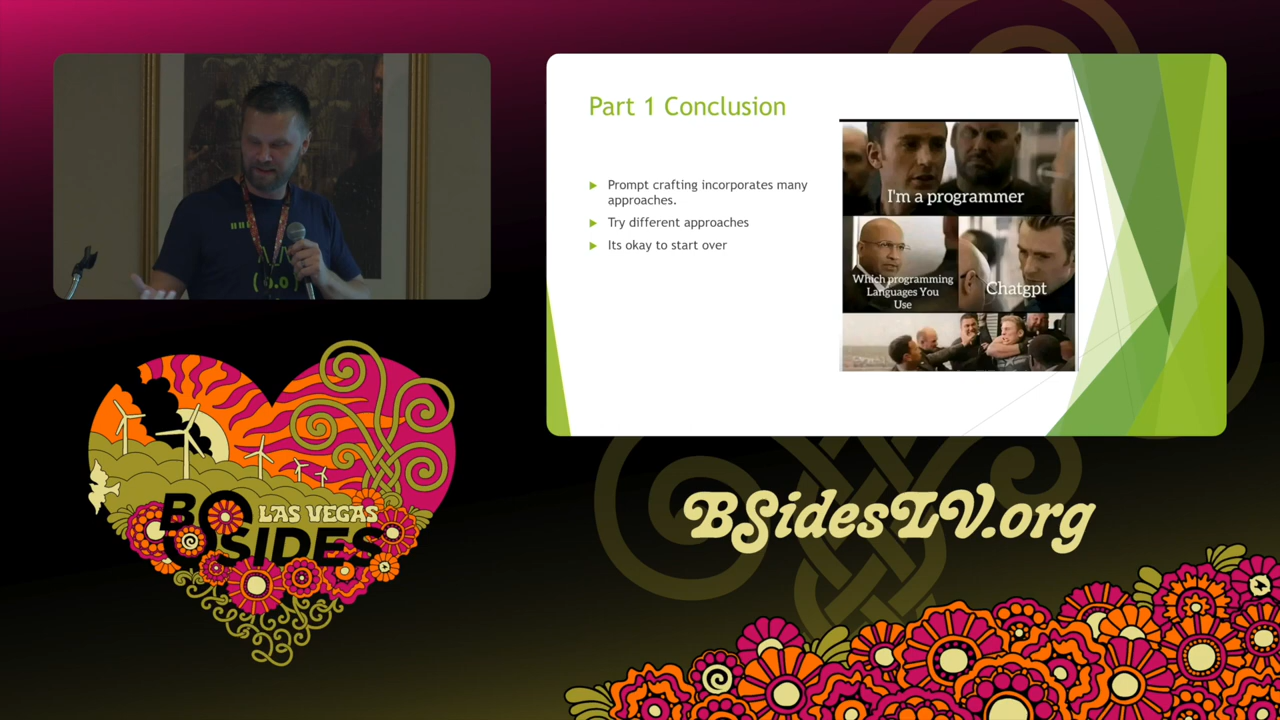 Part 1 Conclusion
Prompt crafting incorporates many
approaches.
Try different approaches
Its okay to start over
I'm a programmer
Which programming
Languages You
Use
Chatgpt
LAS VEGAS
BSIDES
BSidesLV.org